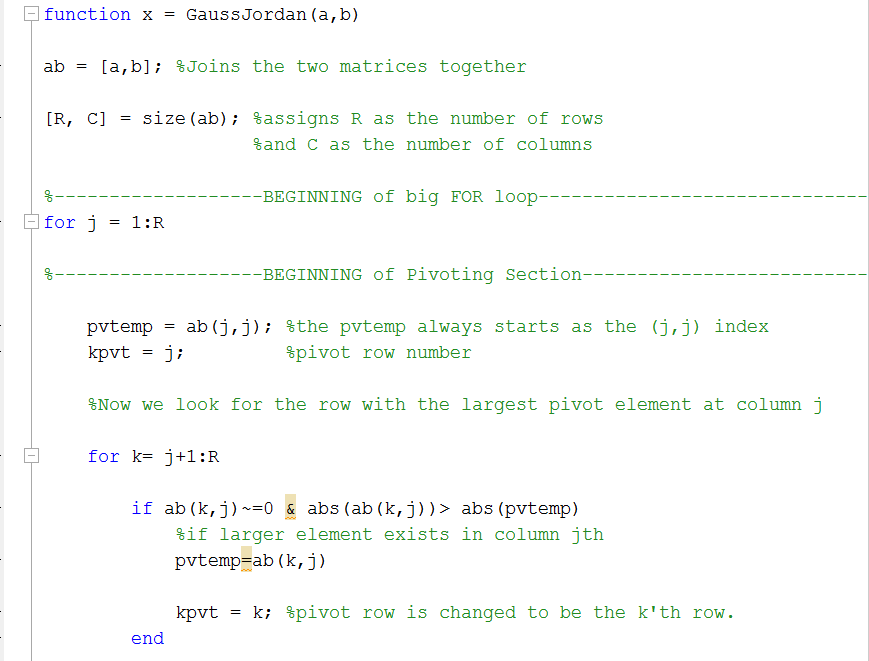 function x = GaussJordan(a,b)
ab = [a,b]; %Joins the two matrices together
[R, C] = size(ab); %assigns R as the number of rows
%and C as the number of columns
%-------------------BEGINNING of big FOR loop------------------------------
for j = 1:R
%-------------------BEGINNING of Pivoting Section--------------------------
pvtemp = ab(j,j); %the pvtemp always starts as the (j,j) index
kpvt = j; %pivot row number
%Now we look for the row with the largest pivot element at column j
for k= j+1:R
if ab(k,j)~=0 & abs(ab(k,j))> abs(pvtemp)
%if larger element exists in column jth
pvtemp=ab(k,j)
kpvt = k; %pivot row is changed to be the k'th row.
end